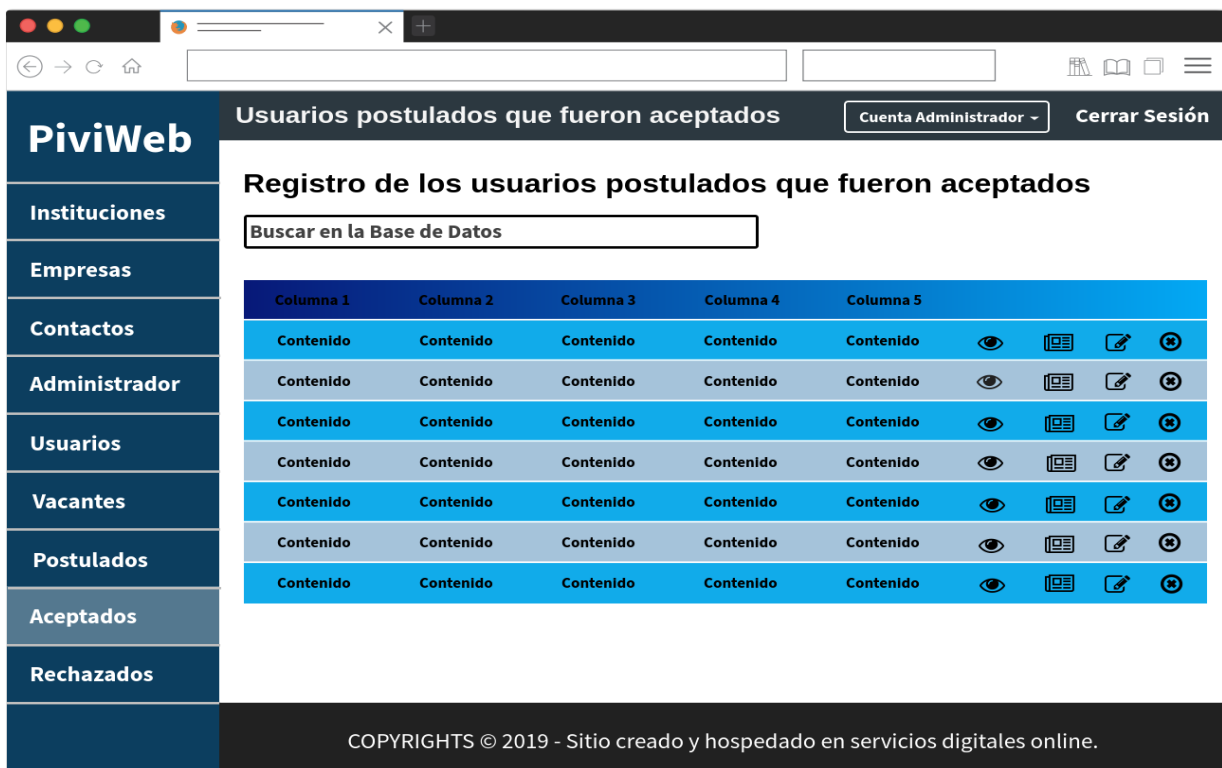 Usuarios postulados que fueron aceptados
Cuenta Administrador
Cerrar Sesión
PiviWeb
Instituciones
Empresas
Contactos
Administrador
Usuarios
Vacantes
Postulados
Aceptados
Rechazados
Registro de los usuarios postulados que fueron aceptados
Buscar en la Base de Datos
Columna 1 Columna 2 Columna 3 Columna 4 Columna 5
Contenido Contenido Contenido Contenido Contenido
Contenido Contenido Contenido Contenido Contenido
Contenido Contenido Contenido Contenido Contenido
Contenido Contenido Contenido Contenido Contenido
Contenido Contenido Contenido Contenido Contenido
Contenido Contenido Contenido Contenido Contenido
Contenido Contenido Contenido Contenido Contenido
COPYRIGHTS © 2019 - Sitio creado y hospedado en servicios digitales online.